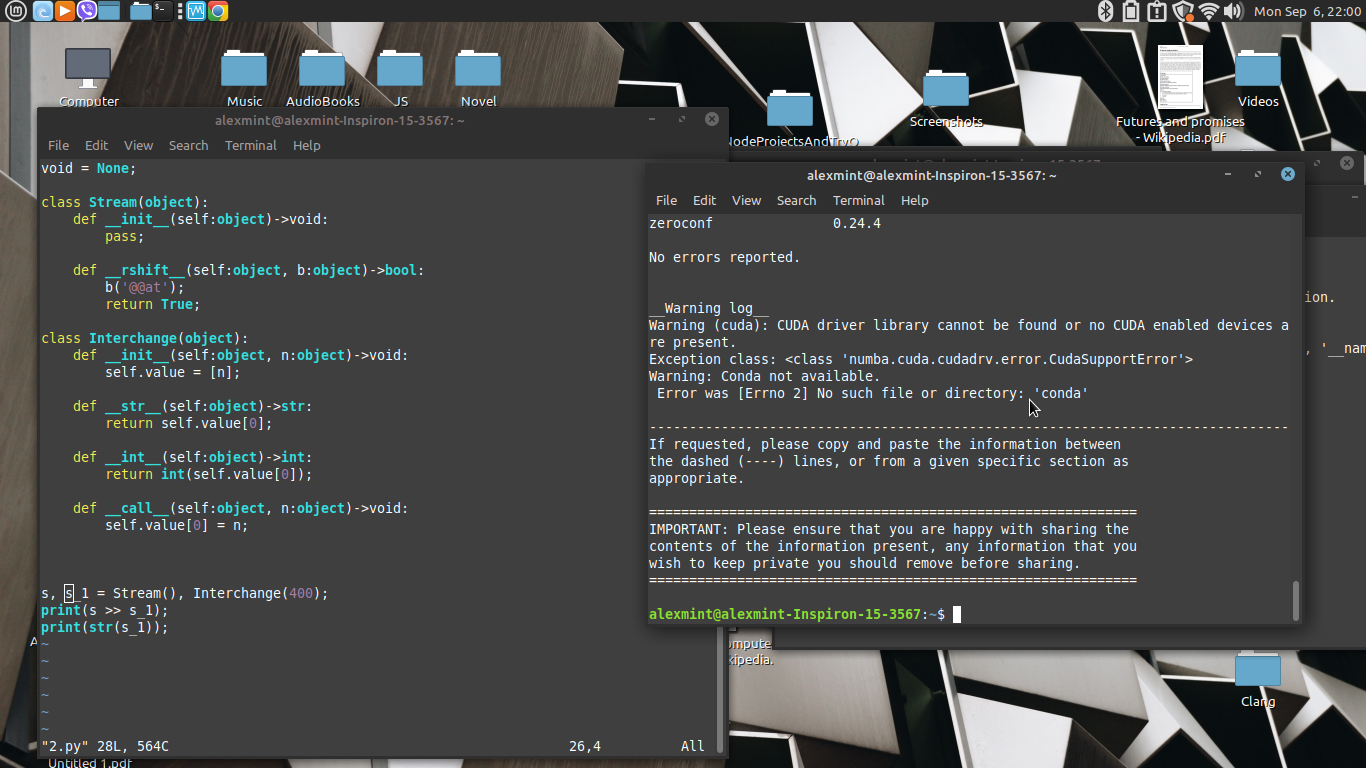 Mon Sep 6, 22:00
Computer
Music
AudioBooks
JS
Novel
NodeProjectsAndTryO
Screenshots
Futures and promises
- Wikipedia.pdf
Videos
alexmint@alexmint-Inspiron-15-3567: ~
File Edit View Search Terminal Help
void = None;
class Stream(object):
    def __init__(self:object)->void:
        pass;
    def __rshift__(self:object, b:object)->bool:
        b('@@at');
        return True;
class Interchange(object):
    def __init__(self:object, n:object)->void:
        self.value = [n];
    def __str__(self:object)->str:
        return self.value[0];
    def __int__(self:object)->int:
        return int(self.value[0]);
    def __call__(self:object, n:object)->void:
        self.value[0] = n;
s, s_1 = Stream(), Interchange(400);
print(s >> s_1);
print(str(s_1));
~
~
~
~
~
~
"2.py" 28L, 564C 26,4 All
Untitled 1.pdf
alexmint@alexmint-Inspiron-15-3567: ~
File Edit View Search Terminal Help
zeroconf 0.24.4
No errors reported.
__Warning log__
Warning (cuda): CUDA driver library cannot be found or no CUDA enabled devices a
re present.
Exception class: <class 'numba.cuda.cudadrv.error.CudaSupportError'>
Warning: Conda not available.
 Error was [Errno 2] No such file or directory: 'conda'
--------------------------------------------------------------------------------
If requested, please copy and paste the information between
the dashed (----) lines, or from a given specific section as
appropriate.
=============================================================
IMPORTANT: Please ensure that you are happy with sharing the
contents of the information present, any information that you
wish to keep private you should remove before sharing.
=============================================================
alexmint@alexmint-Inspiron-15-3567:~$
ion.
, '__nam
ompute
kipedia.
Clang